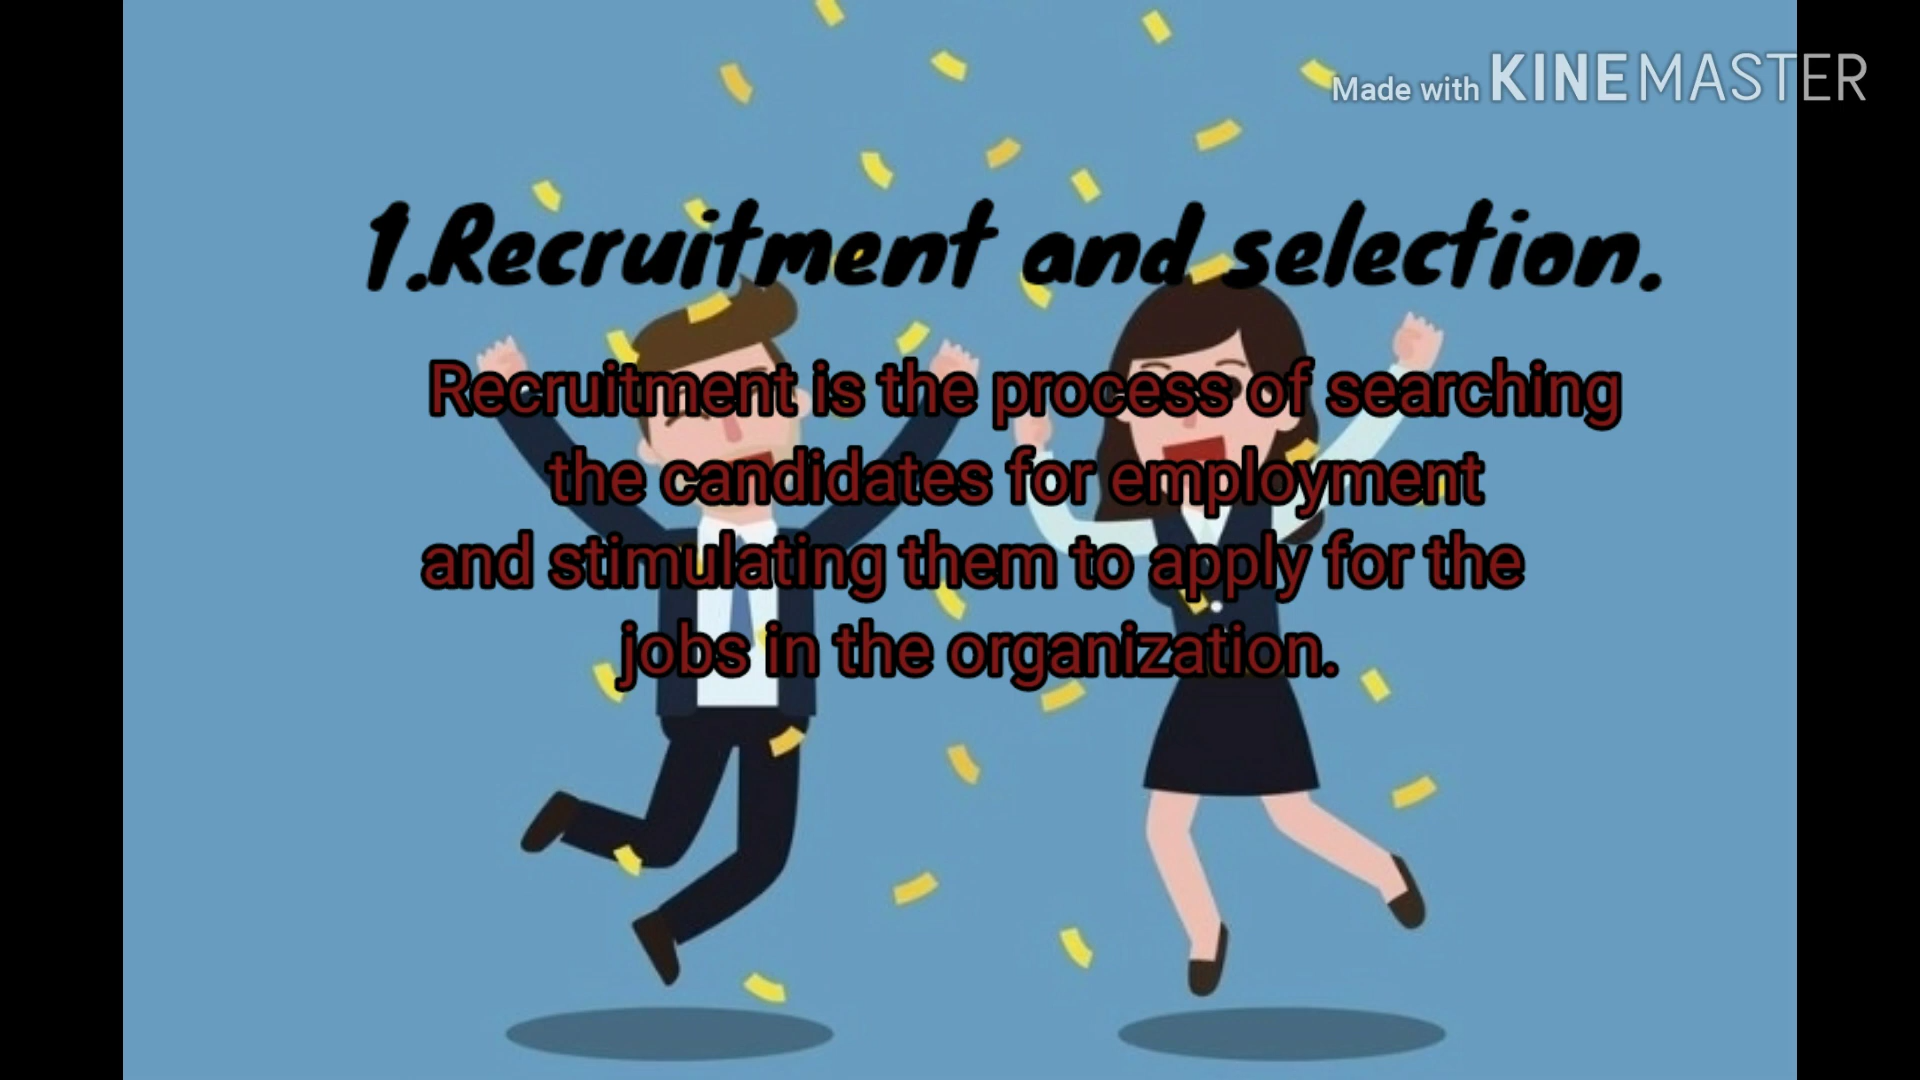 Made with KINEMASTER
1.Recruitment and selection.
Recruitment is the process of searching
the candidates for employment
and stimulating them to apply for the
jobs in the organization.